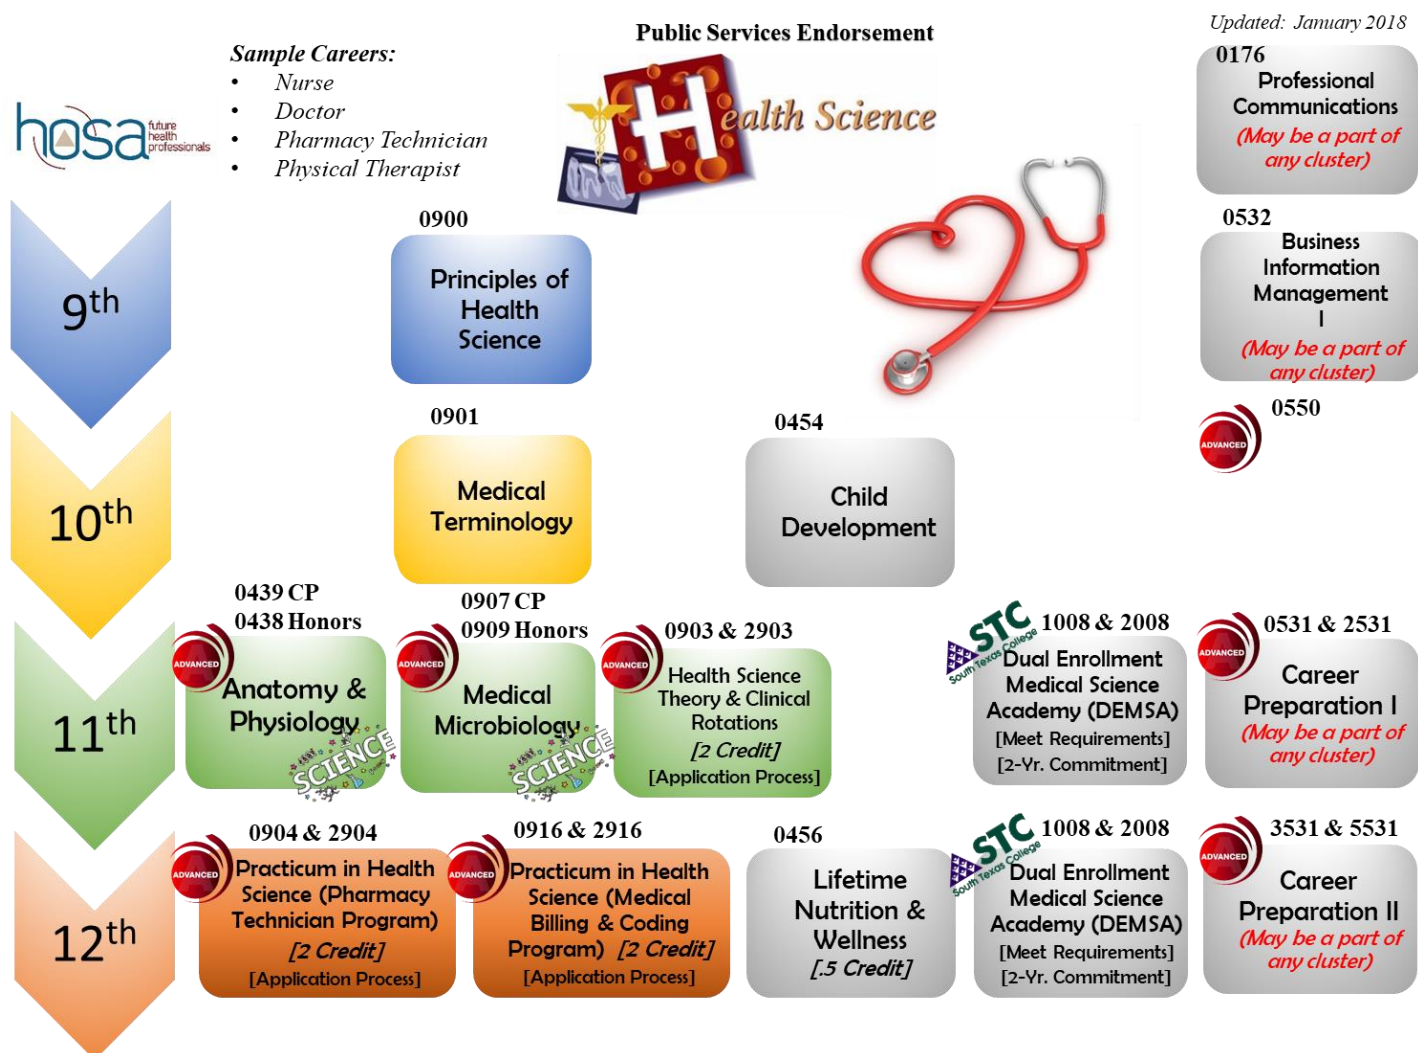 Updated: January 2018
Public Services Endorsement
Sample Careers:
• Nurse
• Doctor
• Pharmacy Technician
• Physical Therapist
hosa future
health
professionals
Health Science
0176
Professional
Communications
(May be a part of
any cluster)
9th
0900
Principles of
Health
Science
0532
Business
Information
Management
I
(May be a part of
any cluster)
0550
ADVANCED
10th
0901
Medical
Terminology
0454
Child
Development
11th
0439 CP
0438 Honors
ADVANCED
Anatomy &
Physiology
SCIENCE
0907 CP
0909 Honors
ADVANCED
Medical
Microbiology
SCIENCE
0903 & 2903
ADVANCED
Health Science
Theory & Clinical
Rotations
[2 Credit]
[Application Process]
STC
South Texas College
1008 & 2008
Dual Enrollment
Medical Science
Academy (DEMSA)
[Meet Requirements]
[2-Yr. Commitment]
0531 & 2531
ADVANCED
Career
Preparation I
(May be a part of
any cluster)
12th
0904 & 2904
ADVANCED
Practicum in Health
Science (Pharmacy
Technician Program)
[2 Credit]
[Application Process]
0916 & 2916
ADVANCED
Practicum in Health
Science (Medical
Billing & Coding
Program) [2 Credit]
[Application Process]
0456
Lifetime
Nutrition &
Wellness
[.5 Credit]
STC
South Texas College
1008 & 2008
Dual Enrollment
Medical Science
Academy (DEMSA)
[Meet Requirements]
[2-Yr. Commitment]
3531 & 5531
ADVANCED
Career
Preparation II
(May be a part of
any cluster)